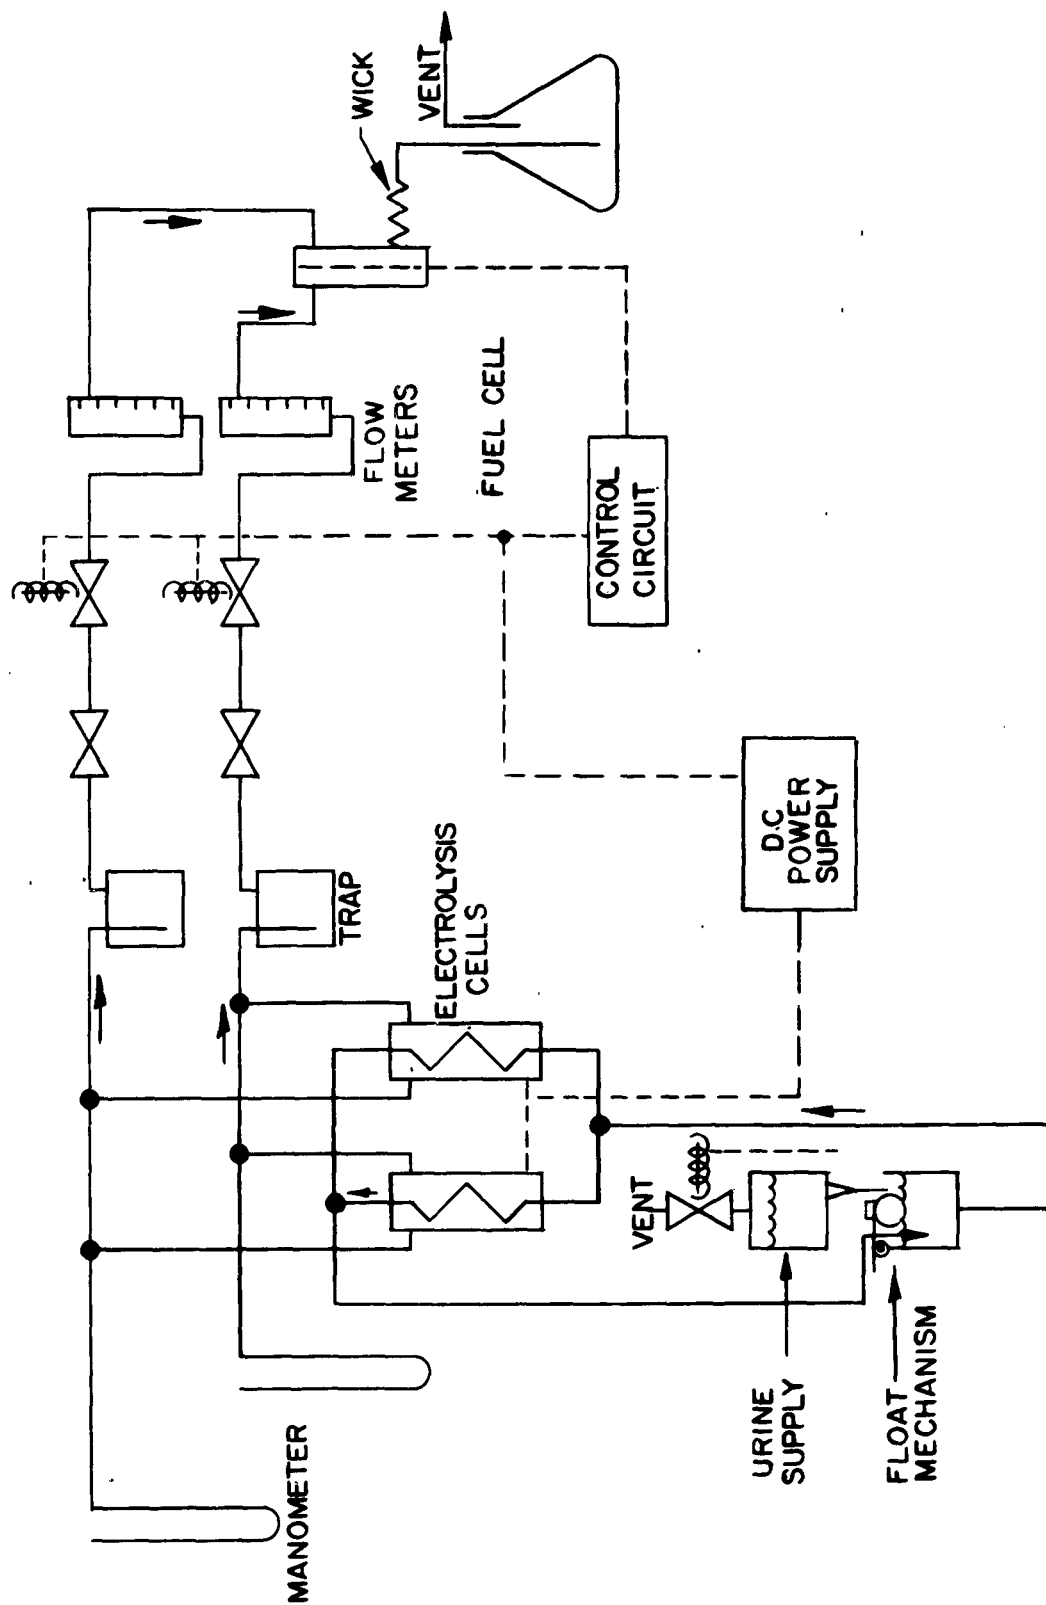 MANOMETER
TRAP
ELECTROLYSIS
CELLS
FLOW
METERS
WICK
VENT
FUEL CELL
CONTROL
CIRCUIT
D.C
POWER
SUPPLY
VENT
URINE
SUPPLY
FLOAT
MECHANISM